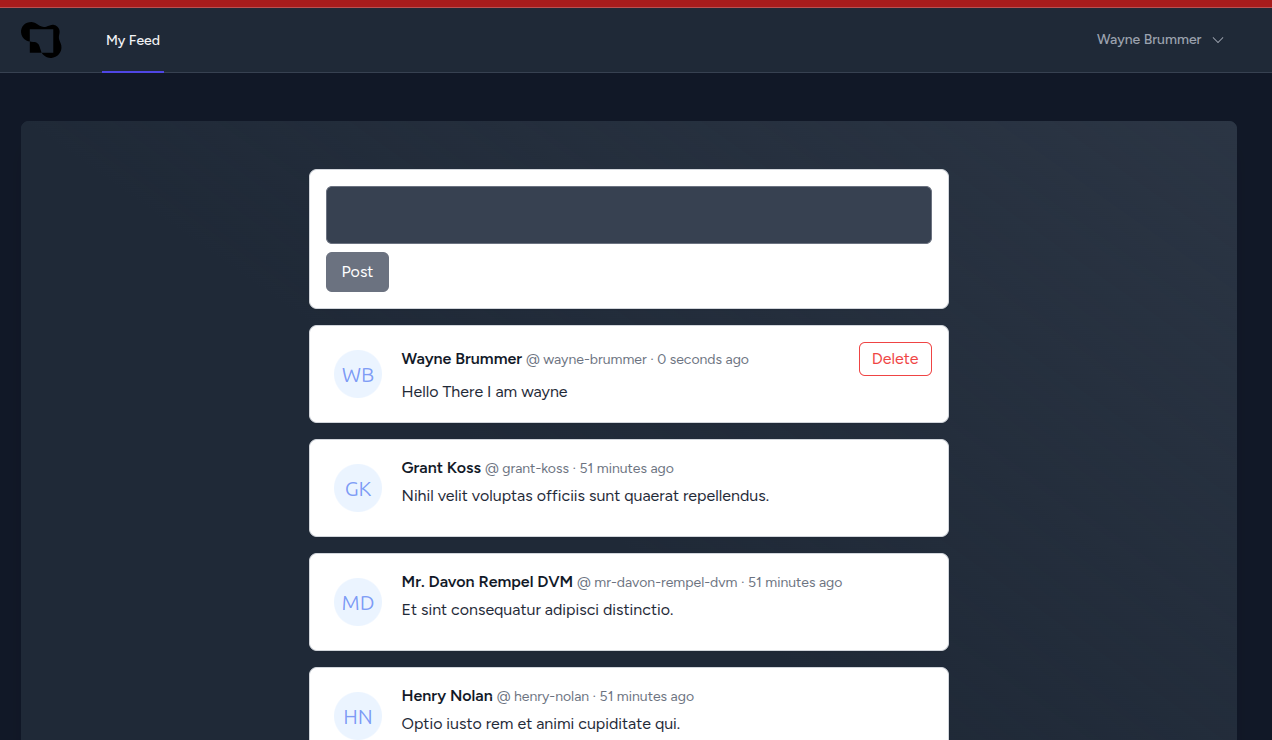 My Feed
Wayne Brummer
Post
WB
Wayne Brummer @ wayne-brummer · 0 seconds ago
Delete
Hello There I am wayne
GK
Grant Koss @ grant-koss · 51 minutes ago
Nihil velit voluptas officiis sunt quaerat repellendus.
MD
Mr. Davon Rempel DVM @ mr-davon-rempel-dvm · 51 minutes ago
Et sint consequatur adipisci distinctio.
HN
Henry Nolan @ henry-nolan · 51 minutes ago
Optio iusto rem et animi cupiditate qui.